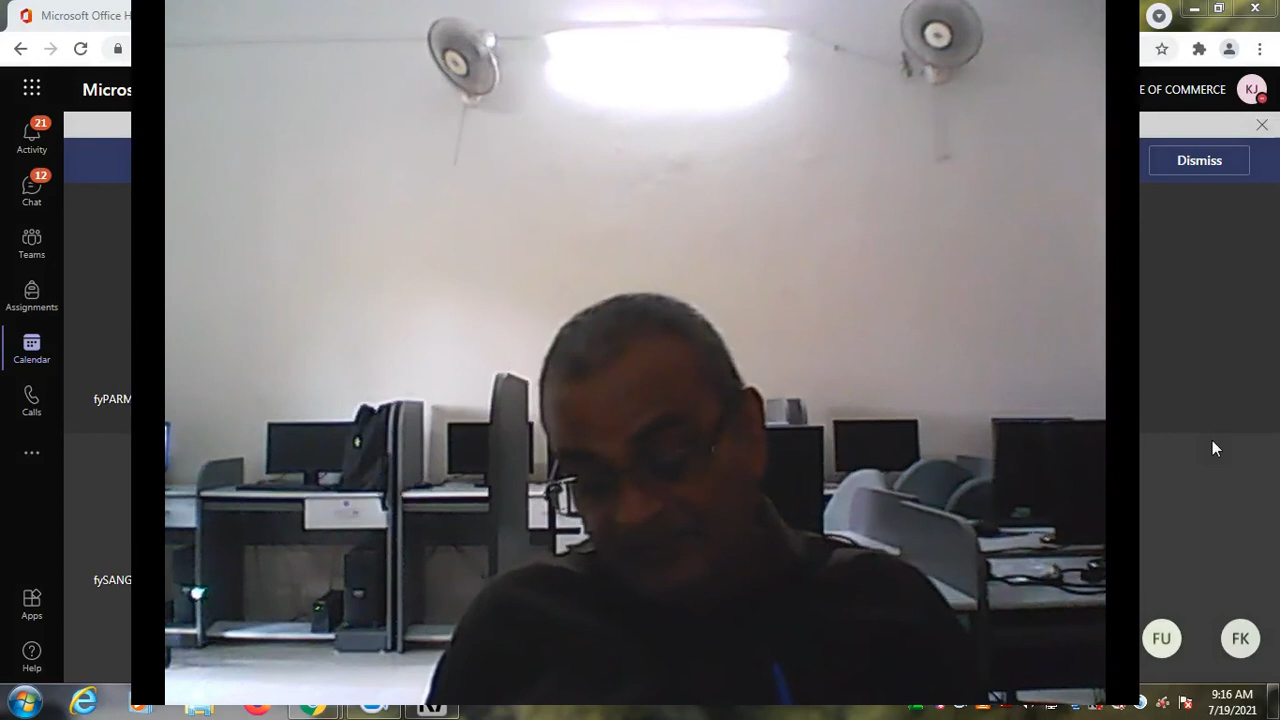 Microsoft Office H
Micros
E OF COMMERCE
KJ
21
Activity
Dismiss
12
Chat
Teams
Assignments
Calendar
fyPARM
Calls
fySANG
Apps
FU
FK
Help
9:16 AM
7/19/2021